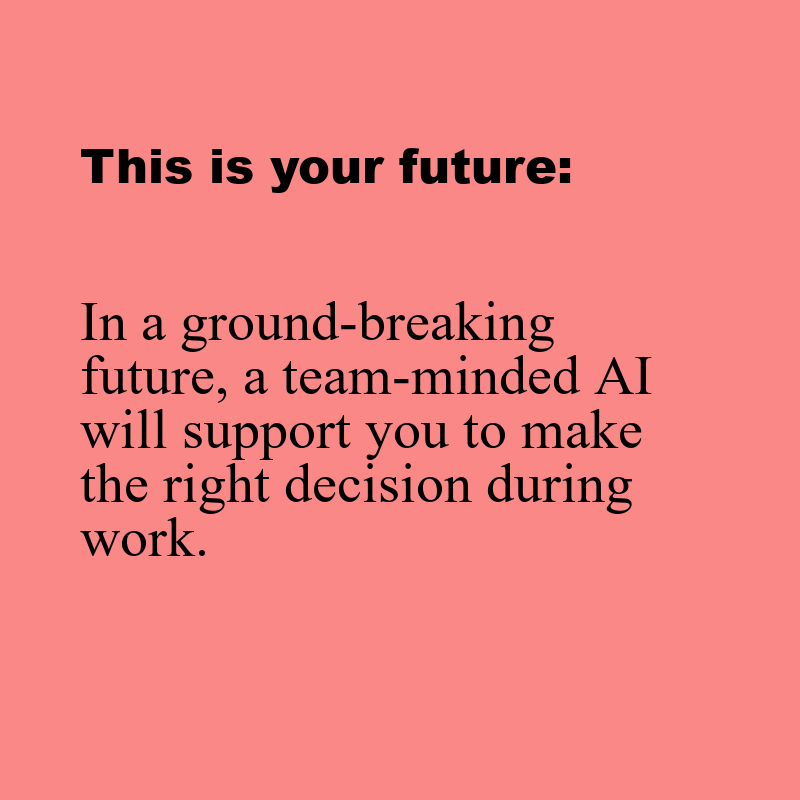 This is your future:
In a ground-breaking
future, a team-minded AI
will support you to make
the right decision during
work.